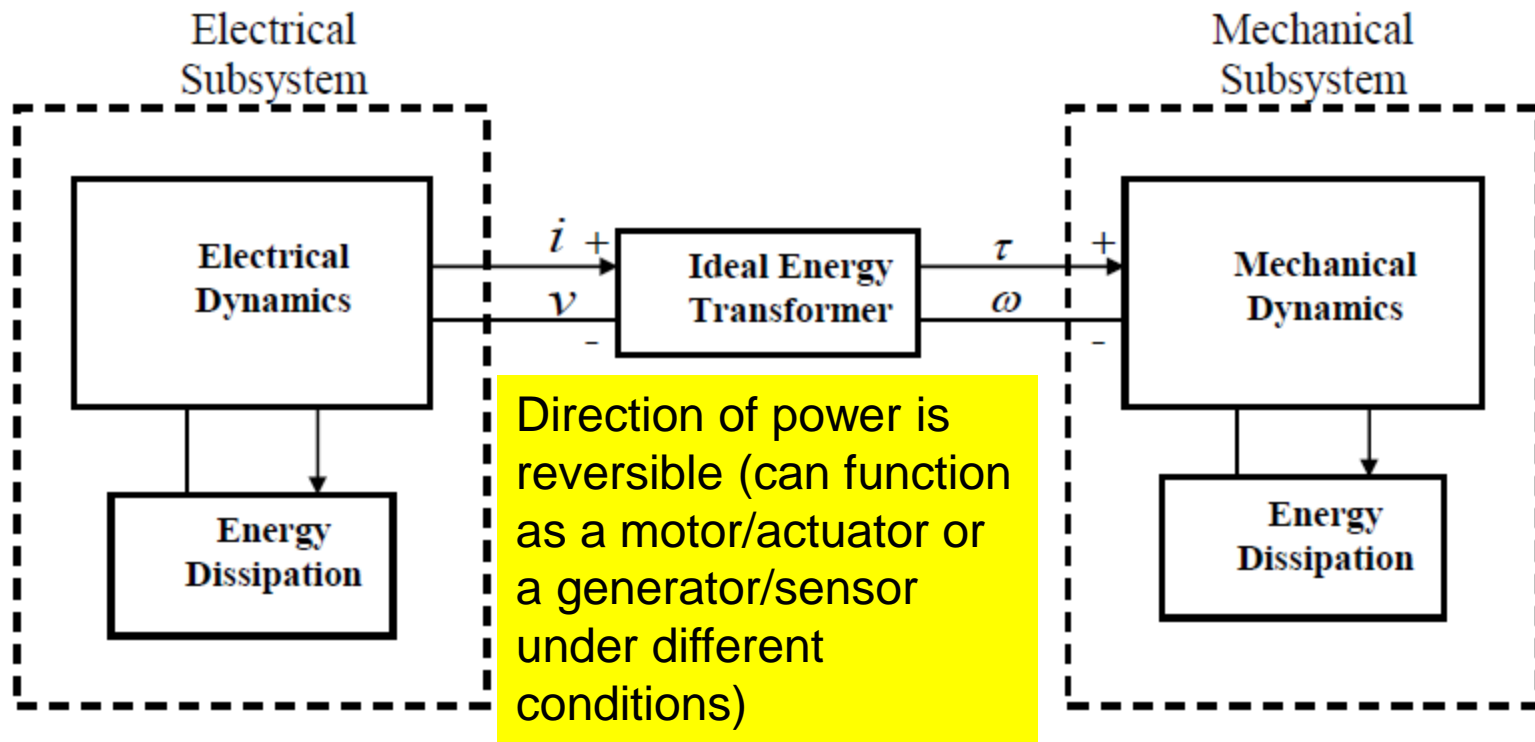 Electrical
Subsystem
Mechanical
Subsystem
Electrical
Dynamics
i +
v
-
Ideal Energy
Transformer
τ +
ω
-
Mechanical
Dynamics
Energy
Dissipation
Direction of power is
reversible (can function
as a motor/actuator or
a generator/sensor
under different
conditions)
Energy
Dissipation